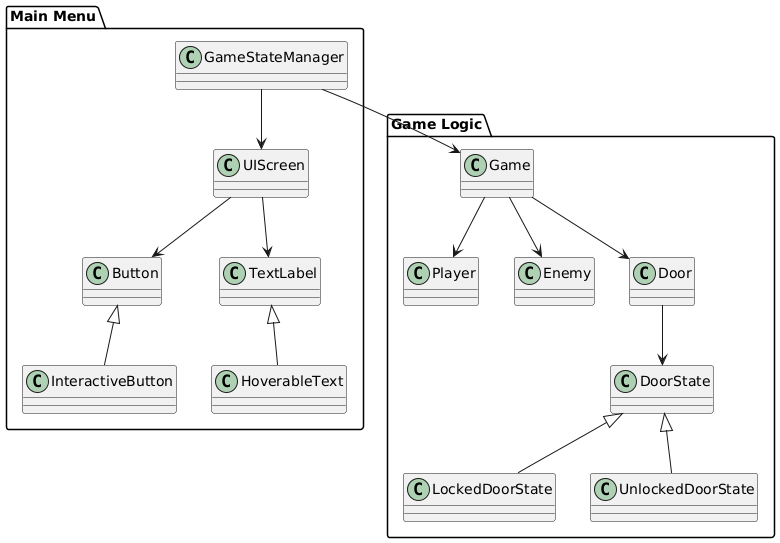 Main Menu
C GameStateManager
Game Logic
C UIScreen
C Game
C Button
C TextLabel
C Player
C Enemy
C Door
C InteractiveButton
C HoverableText
C DoorState
C LockedDoorState
C UnlockedDoorState